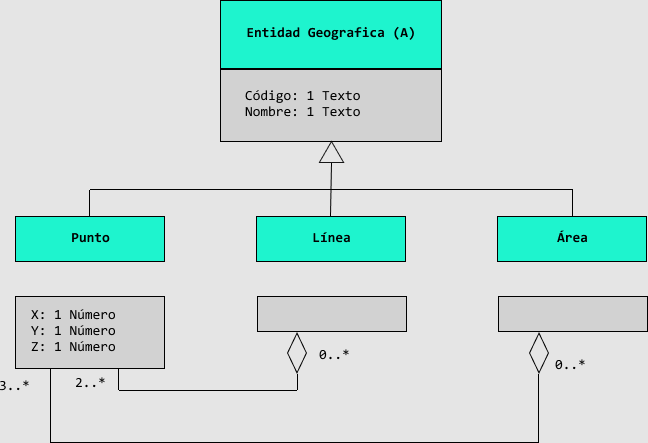 Entidad Geografica (A)
Código: 1 Texto
Nombre: 1 Texto
Punto
Línea
Área
X: 1 Número
Y: 1 Número
Z: 1 Número
0..*
0..*
3..*
2..*